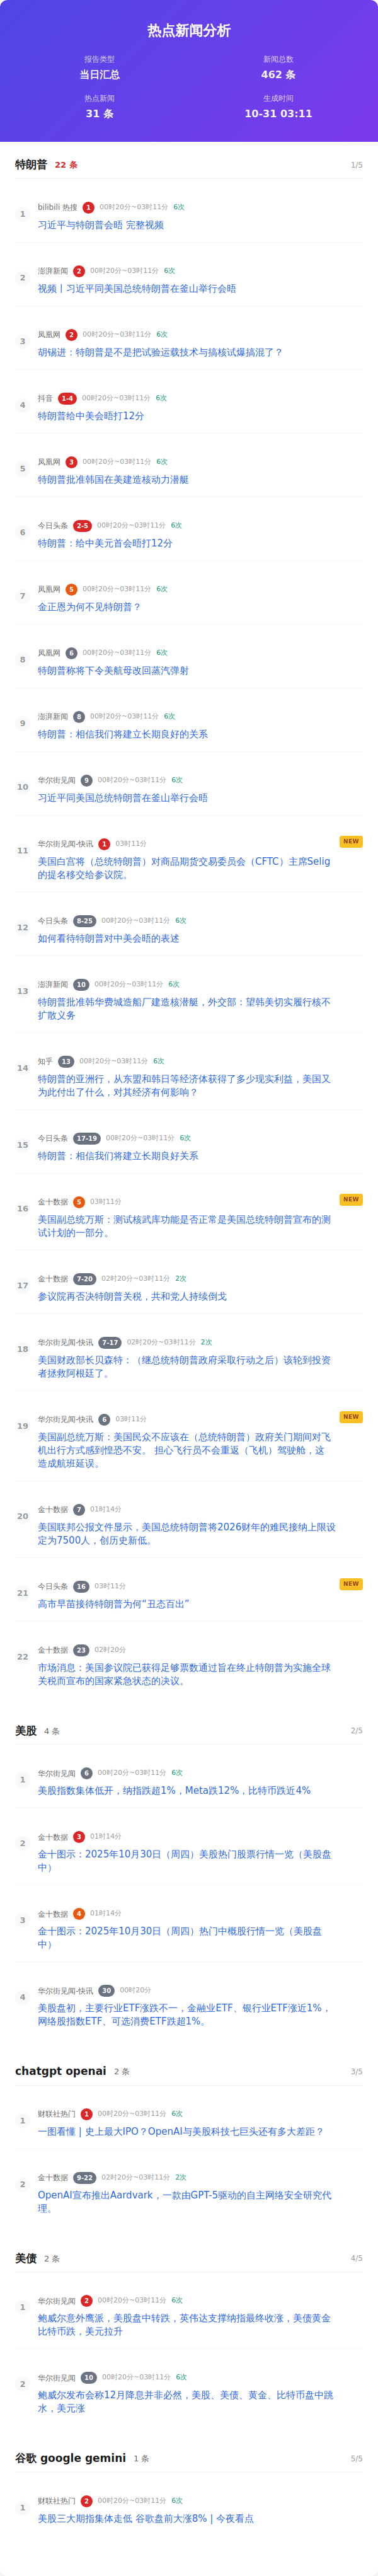 热点新闻分析
报告类型
新闻总数
当日汇总
462 条
热点新闻
生成时间
31 条
10-31 03:11
特朗普 22 条 1/5
1
bilibili 热搜 1 00时20分~03时11分 6次
习近平与特朗普会晤 完整视频
2
澎湃新闻 2 00时20分~03时11分 6次
视频丨习近平同美国总统特朗普在釜山举行会晤
3
凤凰网 2 00时20分~03时11分 6次
胡锡进：特朗普是不是把试验运载技术与搞核试爆搞混了？
4
抖音 1-4 00时20分~03时11分 6次
特朗普给中美会晤打12分
5
凤凰网 3 00时20分~03时11分 6次
特朗普批准韩国在美建造核动力潜艇
6
今日头条 2-5 00时20分~03时11分 6次
特朗普：给中美元首会晤打12分
7
凤凰网 5 00时20分~03时11分 6次
金正恩为何不见特朗普？
8
凤凰网 6 00时20分~03时11分 6次
特朗普称将下令美航母改回蒸汽弹射
9
澎湃新闻 8 00时20分~03时11分 6次
特朗普：相信我们将建立长期良好的关系
10
华尔街见闻 9 00时20分~03时11分 6次
习近平同美国总统特朗普在釜山举行会晤
11
华尔街见闻-快讯 1 03时11分 NEW
美国白宫将（总统特朗普）对商品期货交易委员会（CFTC）主席Selig
的提名移交给参议院。
12
今日头条 8-25 00时20分~03时11分 6次
如何看待特朗普对中美会晤的表述
13
澎湃新闻 10 00时20分~03时11分 6次
特朗普批准韩华费城造船厂建造核潜艇，外交部：望韩美切实履行核不
扩散义务
14
知乎 13 00时20分~03时11分 6次
特朗普的亚洲行，从东盟和韩日等经济体获得了多少现实利益，美国又
为此付出了什么，对其经济有何影响？
15
今日头条 17-19 00时20分~03时11分 6次
特朗普：相信我们将建立长期良好关系
16
金十数据 5 03时11分 NEW
美国副总统万斯：测试核武库功能是否正常是美国总统特朗普宣布的测
试计划的一部分。
17
金十数据 7-20 02时20分~03时11分 2次
参议院再否决特朗普关税，共和党人持续倒戈
18
华尔街见闻-快讯 7-17 02时20分~03时11分 2次
美国财政部长贝森特：（继总统特朗普政府采取行动之后）该轮到投资
者拯救阿根廷了。
19
华尔街见闻-快讯 6 03时11分 NEW
美国副总统万斯：美国民众不应该在（总统特朗普）政府关门期间对飞
机出行方式感到惶恐不安。 担心飞行员不会重返（飞机）驾驶舱，这
造成航班延误。
20
金十数据 7 01时14分
美国联邦公报文件显示，美国总统特朗普将2026财年的难民接纳上限设
定为7500人，创历史新低。
21
今日头条 16 03时11分 NEW
高市早苗接待特朗普为何“丑态百出”
22
金十数据 23 02时20分
市场消息：美国参议院已获得足够票数通过旨在终止特朗普为实施全球
关税而宣布的国家紧急状态的决议。
美股 4 条 2/5
1
华尔街见闻 6 00时20分~03时11分 6次
美股指数集体低开，纳指跌超1%，Meta跌12%，比特币跌近4%
2
金十数据 3 01时14分
金十图示：2025年10月30日（周四）美股热门股票行情一览（美股盘
中）
3
金十数据 4 01时14分
金十图示：2025年10月30日（周四）热门中概股行情一览（美股盘
中）
4
华尔街见闻-快讯 30 00时20分
美股盘初，主要行业ETF涨跌不一，金融业ETF、银行业ETF涨近1%，
网络股指数ETF、可选消费ETF跌超1%。
chatgpt openai 2 条 3/5
1
财联社热门 1 00时20分~03时11分 6次
一图看懂 | 史上最大IPO？OpenAI与美股科技七巨头还有多大差距？
2
金十数据 9-22 02时20分~03时11分 2次
OpenAI宣布推出Aardvark，一款由GPT-5驱动的自主网络安全研究代
理。
美债 2 条 4/5
1
华尔街见闻 2 00时20分~03时11分 6次
鲍威尔意外鹰派，美股盘中转跌，英伟达支撑纳指最终收涨，美债黄金
比特币跌，美元拉升
2
华尔街见闻 10 00时20分~03时11分 6次
鲍威尔发布会称12月降息并非必然，美股、美债、黄金、比特币盘中跳
水，美元涨
谷歌 google gemini 1 条 5/5
1
财联社热门 2 00时20分~03时11分 6次
美股三大期指集体走低 谷歌盘前大涨8% | 今夜看点